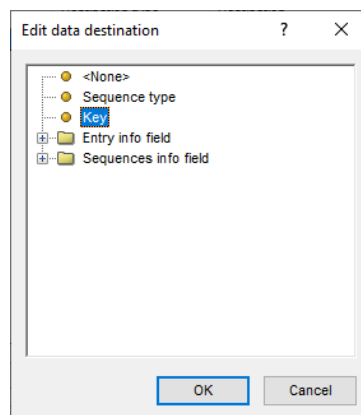 Edit data destination ? ×
<None>
Sequence type
Key
Entry info field
Sequences info field
OK Cancel